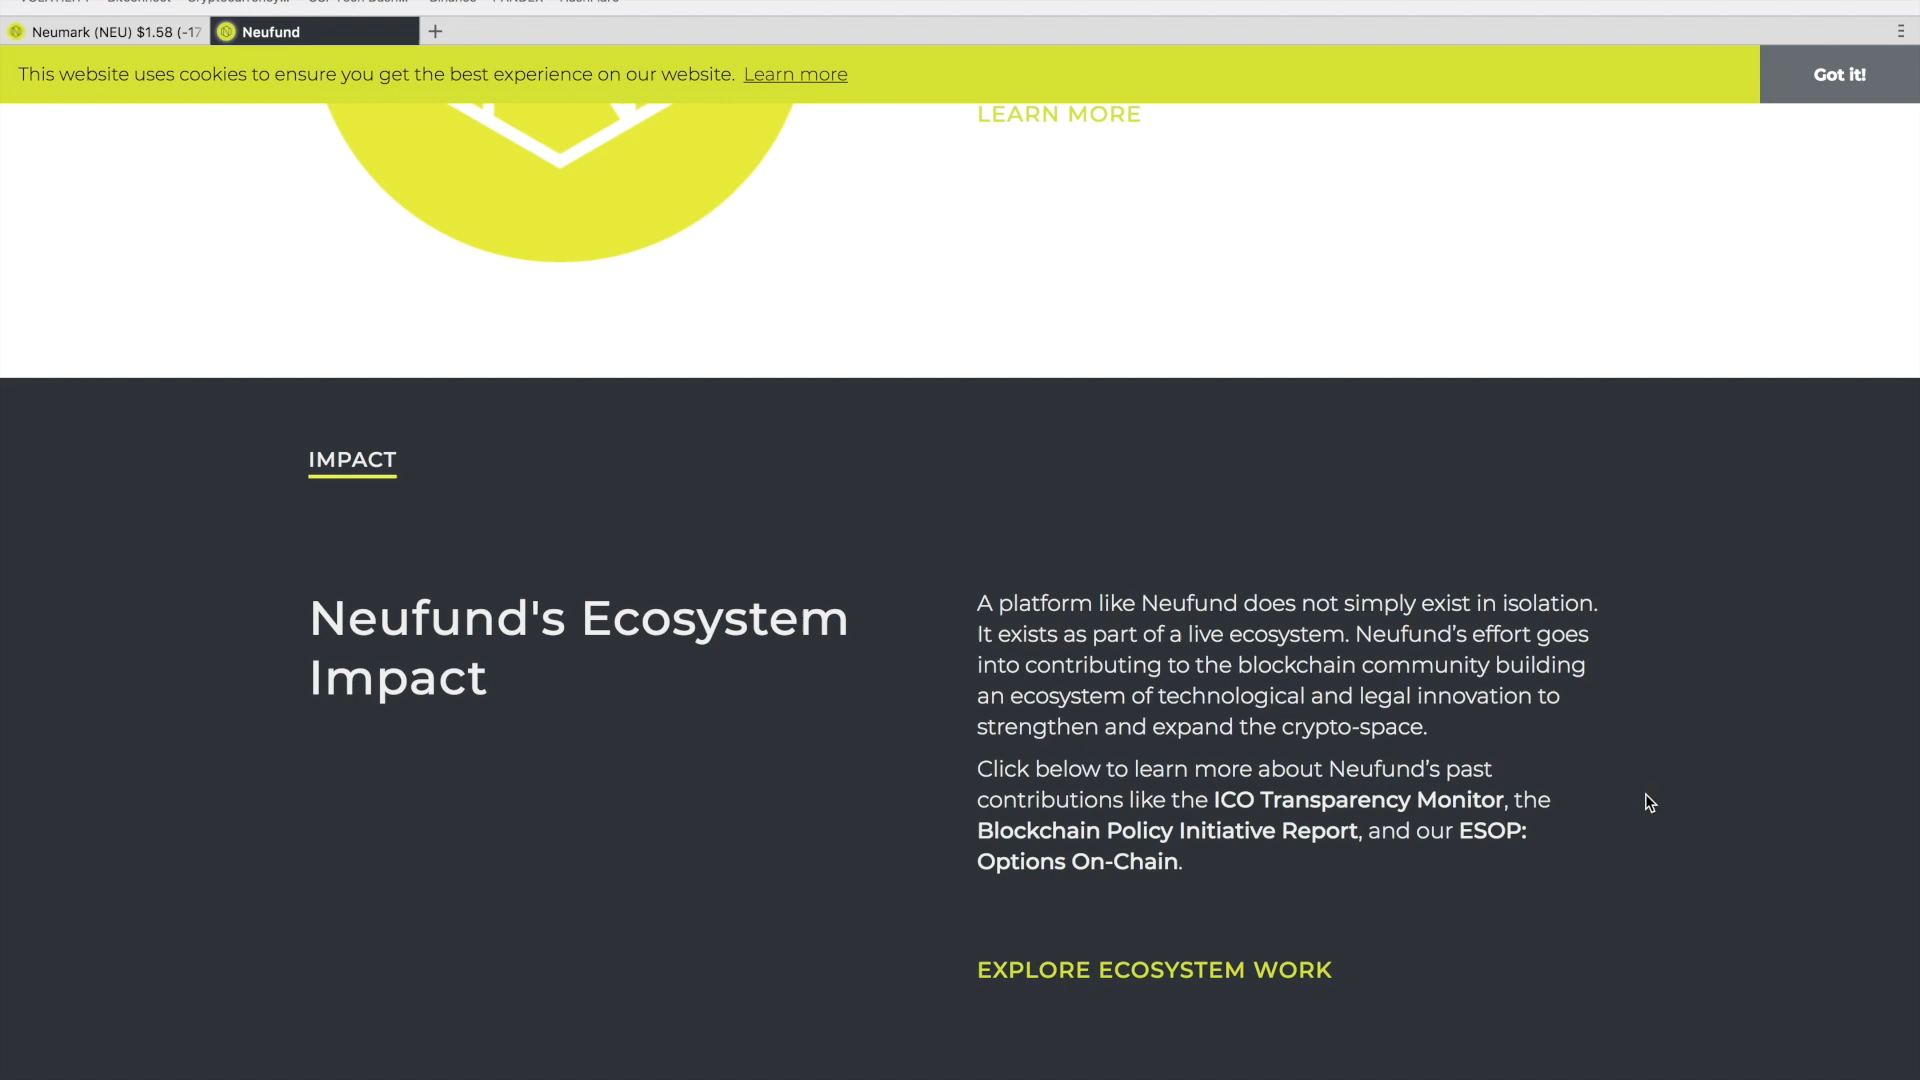 Neumark (NEU) $1.58 (-17
Neufund
This website uses cookies to ensure you get the best experience on our website. Learn more
Got it!
LEARN MORE
IMPACT
Neufund's Ecosystem
Impact
A platform like Neufund does not simply exist in isolation.
It exists as part of a live ecosystem. Neufund’s effort goes
into contributing to the blockchain community building
an ecosystem of technological and legal innovation to
strengthen and expand the crypto-space.
Click below to learn more about Neufund’s past
contributions like the ICO Transparency Monitor, the
Blockchain Policy Initiative Report, and our ESOP:
Options On-Chain.
EXPLORE ECOSYSTEM WORK